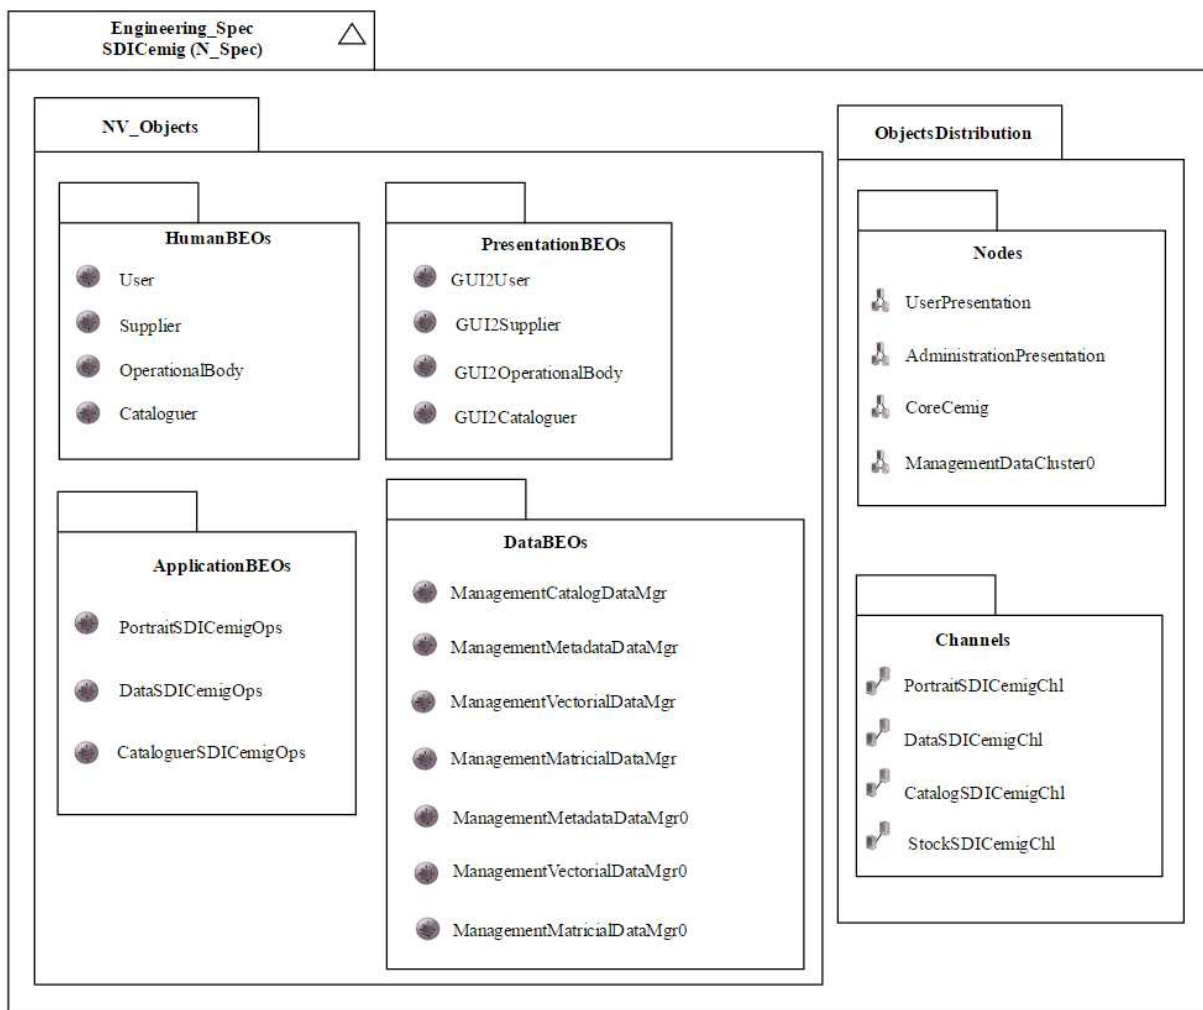 Engineering_Spec
SDICemig (N_Spec)
NV_Objects
HumanBEOs
User
Supplier
OperationalBody
Cataloguer
PresentationBEOs
GUI2User
GUI2Supplier
GUI2OperationalBody
GUI2Cataloguer
ApplicationBEOs
PortraitSDICemigOps
DataSDICemigOps
CataloguerSDICemigOps
DataBEOs
ManagementCatalogDataMgr
ManagementMetadataDataMgr
ManagementVectorialDataMgr
ManagementMatricialDataMgr
ManagementMetadataDataMgr0
ManagementVectorialDataMgr0
ManagementMatricialDataMgr0
ObjectsDistribution
Nodes
UserPresentation
AdministrationPresentation
CoreCemig
ManagementDataCluster0
Channels
PortraitSDICemigChl
DataSDICemigChl
CatalogSDICemigChl
StockSDICemigChl